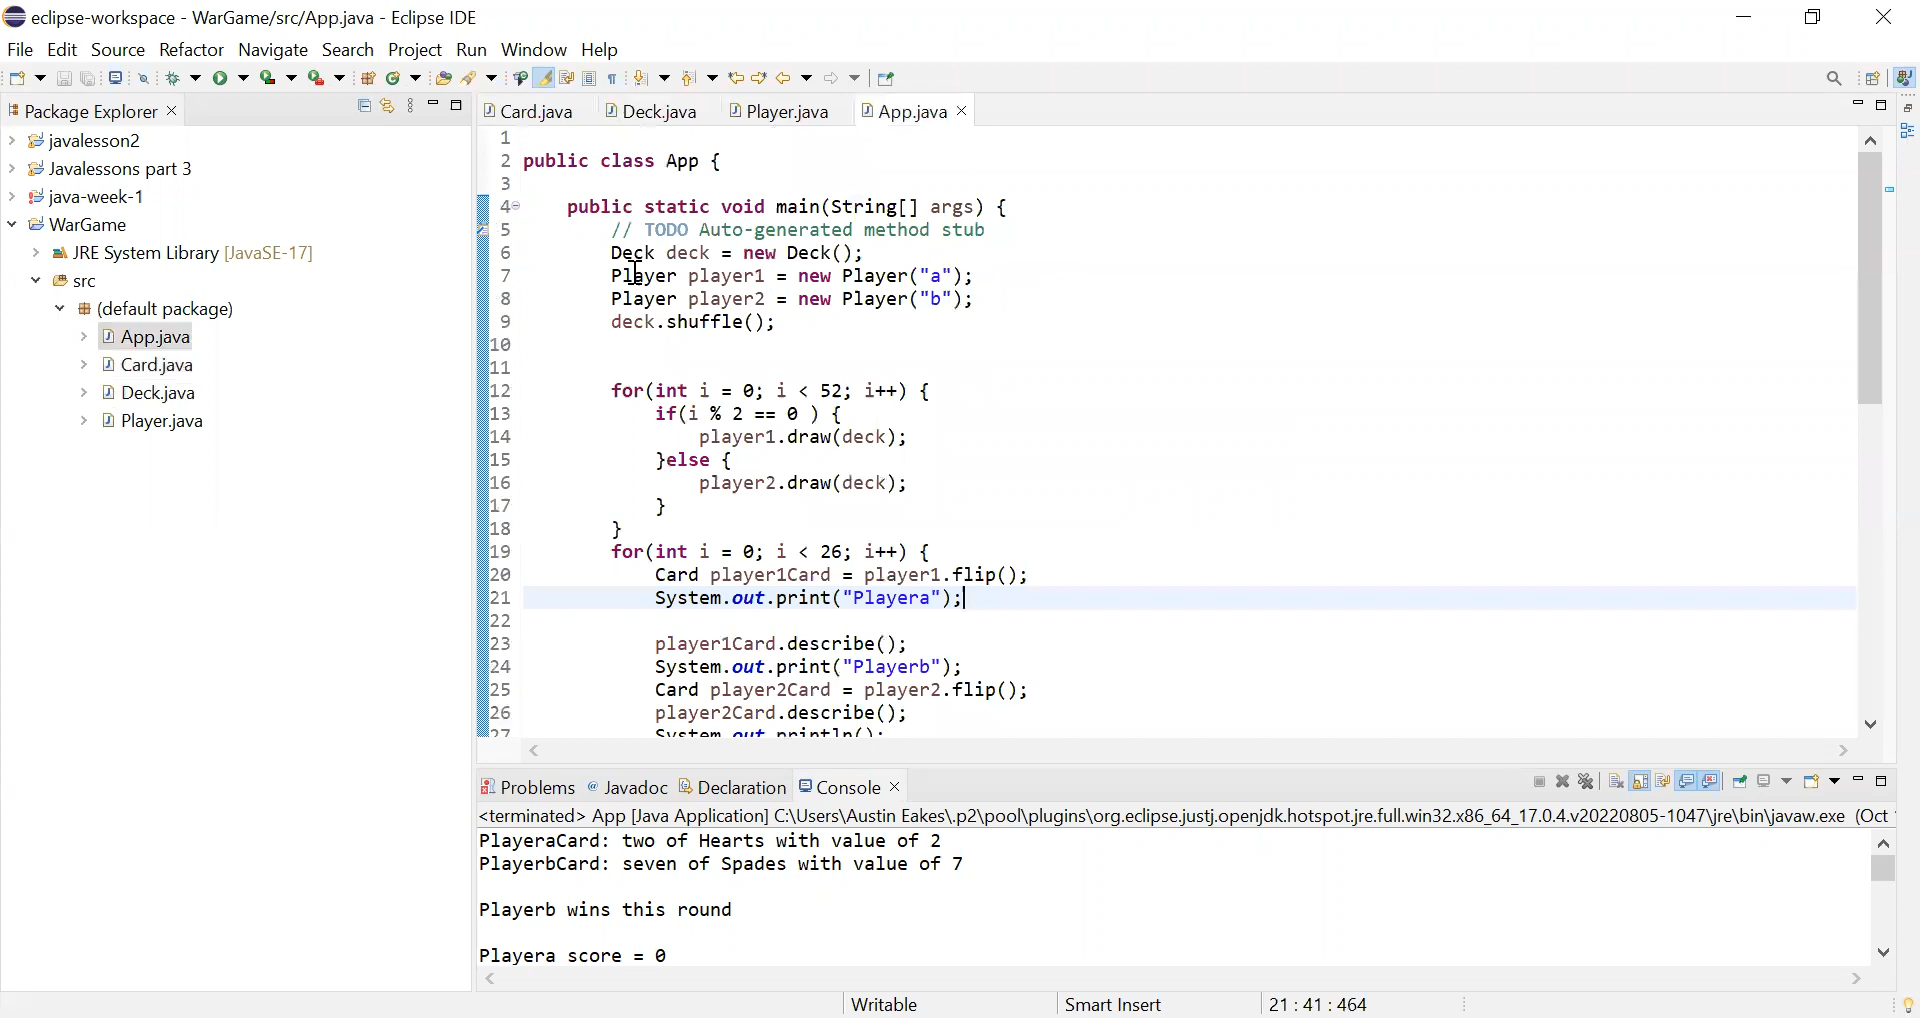 eclipse-workspace - WarGame/src/App.java - Eclipse IDE
File Edit Source Refactor Navigate Search Project Run Window Help
Package Explorer
javalesson2
Javalessons part 3
java-week-1
WarGame
JRE System Library [JavaSE-17]
src
(default package)
App.java
Card.java
Deck.java
Player.java
Card.java Deck.java Player.java App.java
1
2 public class App {
3
4 public static void main(String[] args) {
5 // TODO Auto-generated method stub
6 Deck deck = new Deck();
7 Player player1 = new Player("a");
8 Player player2 = new Player("b");
9 deck.shuffle();
10
11
12 for(int i = 0; i < 52; i++) {
13 if(i % 2 == 0 ) {
14 player1.draw(deck);
15 }else {
16 player2.draw(deck);
17 }
18 }
19 for(int i = 0; i < 26; i++) {
20 Card player1Card = player1.flip();
21 System.out.print("Playera");
22
23 player1Card.describe();
24 System.out.print("Playerb");
25 Card player2Card = player2.flip();
26 player2Card.describe();
27 System.out.println();
Problems Javadoc Declaration Console
<terminated> App [Java Application] C:\Users\Austin Eakes\.p2\pool\plugins\org.eclipse.justj.openjdk.hotspot.jre.full.win32.x86_64_17.0.4.v20220805-1047\jre\bin\javaw.exe (Oct
PlayeraCard: two of Hearts with value of 2
PlayerbCard: seven of Spades with value of 7
Playerb wins this round
Playera score = 0
Writable Smart Insert 21 : 41 : 464